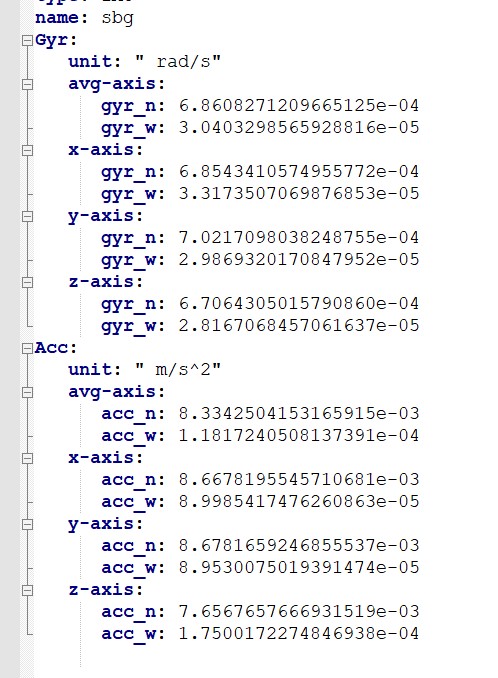 name: sbg
Gyr:
unit: " rad/s"
avg-axis:
gyr_n: 6.8608271209665125e-04
gyr_w: 3.0403298565928816e-05
x-axis:
gyr_n: 6.8543410574955772e-04
gyr_w: 3.3173507069876853e-05
y-axis:
gyr_n: 7.0217098038248755e-04
gyr_w: 2.9869320170847952e-05
z-axis:
gyr_n: 6.7064305015790860e-04
gyr_w: 2.8167068457061637e-05
Acc:
unit: " m/s^2"
avg-axis:
acc_n: 8.3342504153165915e-03
acc_w: 1.1817240508137391e-04
x-axis:
acc_n: 8.6678195545710681e-03
acc_w: 8.9985417476260863e-05
y-axis:
acc_n: 8.6781659246855537e-03
acc_w: 8.9530075019391474e-05
z-axis:
acc_n: 7.6567657666931519e-03
acc_w: 1.7500172274846938e-04